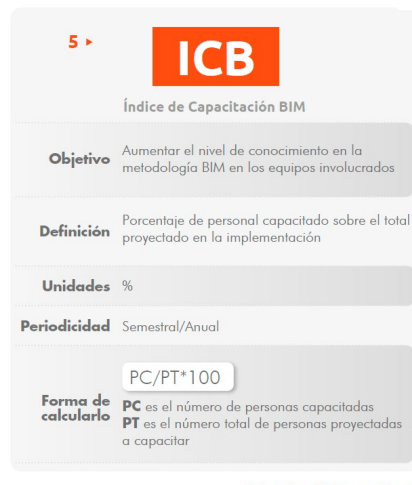 5 ▸
ICB
Índice de Capacitación BIM
Objetivo
Aumentar el nivel de conocimiento en la
metodología BIM en los equipos involucrados
Definición
Porcentaje de personal capacitado sobre el total
proyectado en la implementación
Unidades %
Periodicidad Semestral/Anual
Forma de
calcularlo
PC/PT*100
PC es el número de personas capacitadas
PT es el número total de personas proyectadas
a capacitar